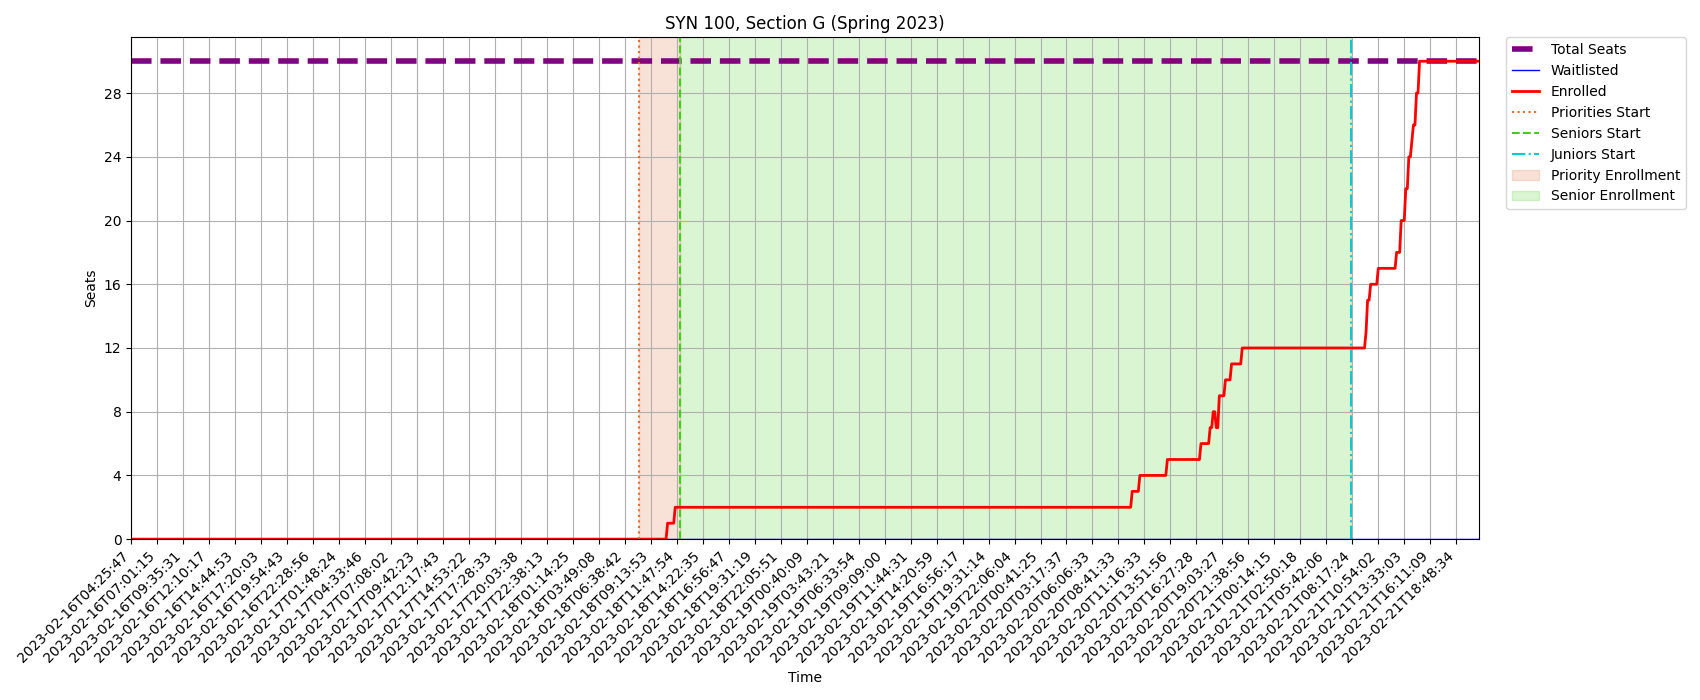 SYN 100, Section G (Spring 2023)
Total Seats
Waitlisted
Enrolled
Priorities Start
Seniors Start
Juniors Start
Priority Enrollment
Senior Enrollment
Seats
28
24
20
16
12
8
4
0
2023-02-16T04:25:47
2023-02-16T07:01:15
2023-02-16T09:35:31
2023-02-16T12:10:17
2023-02-16T14:44:53
2023-02-16T17:20:03
2023-02-16T19:54:43
2023-02-16T22:28:56
2023-02-17T01:48:24
2023-02-17T04:33:46
2023-02-17T07:08:02
2023-02-17T09:42:23
2023-02-17T12:17:43
2023-02-17T14:53:22
2023-02-17T17:28:33
2023-02-17T20:03:38
2023-02-17T22:38:13
2023-02-18T01:14:25
2023-02-18T03:49:08
2023-02-18T06:38:42
2023-02-18T09:13:53
2023-02-18T11:47:54
2023-02-18T14:22:35
2023-02-18T16:56:47
2023-02-18T19:31:19
2023-02-18T22:05:51
2023-02-19T00:40:09
2023-02-19T03:43:21
2023-02-19T06:33:54
2023-02-19T09:09:00
2023-02-19T11:44:31
2023-02-19T14:20:59
2023-02-19T16:56:17
2023-02-19T19:31:14
2023-02-19T22:06:04
2023-02-20T00:41:25
2023-02-20T03:17:37
2023-02-20T06:06:33
2023-02-20T08:41:33
2023-02-20T11:16:33
2023-02-20T13:51:56
2023-02-20T16:27:28
2023-02-20T19:03:27
2023-02-20T21:38:56
2023-02-21T00:14:15
2023-02-21T02:50:18
2023-02-21T05:42:06
2023-02-21T08:17:24
2023-02-21T10:54:02
2023-02-21T13:33:03
2023-02-21T16:11:09
2023-02-21T18:48:34
Time